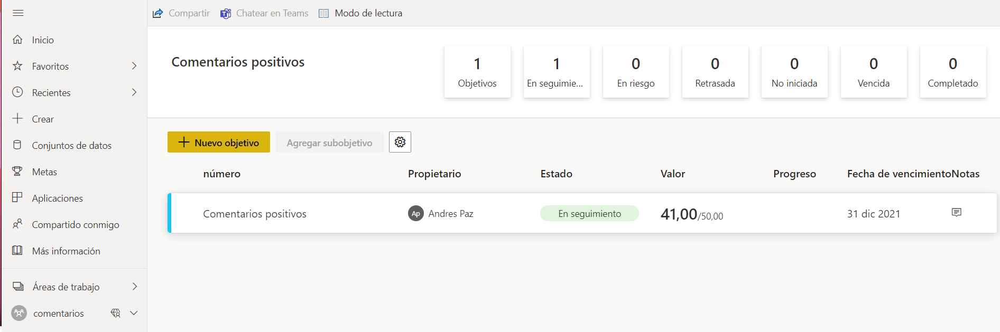 Compartir Chatear en Teams Modo de lectura
Inicio
Favoritos
Recientes
Crear
Conjuntos de datos
Metas
Aplicaciones
Compartido conmigo
Más información
Áreas de trabajo
comentarios
Comentarios positivos
1 Objetivos
1 En seguimie...
0 En riesgo
0 Retrasada
0 No iniciada
0 Vencida
0 Completado
Nuevo objetivo Agregar subobjetivo
número Propietario Estado Valor Progreso Fecha de vencimiento Notas
Comentarios positivos Ap Andres Paz En seguimiento 41,00/50,00 31 dic 2021